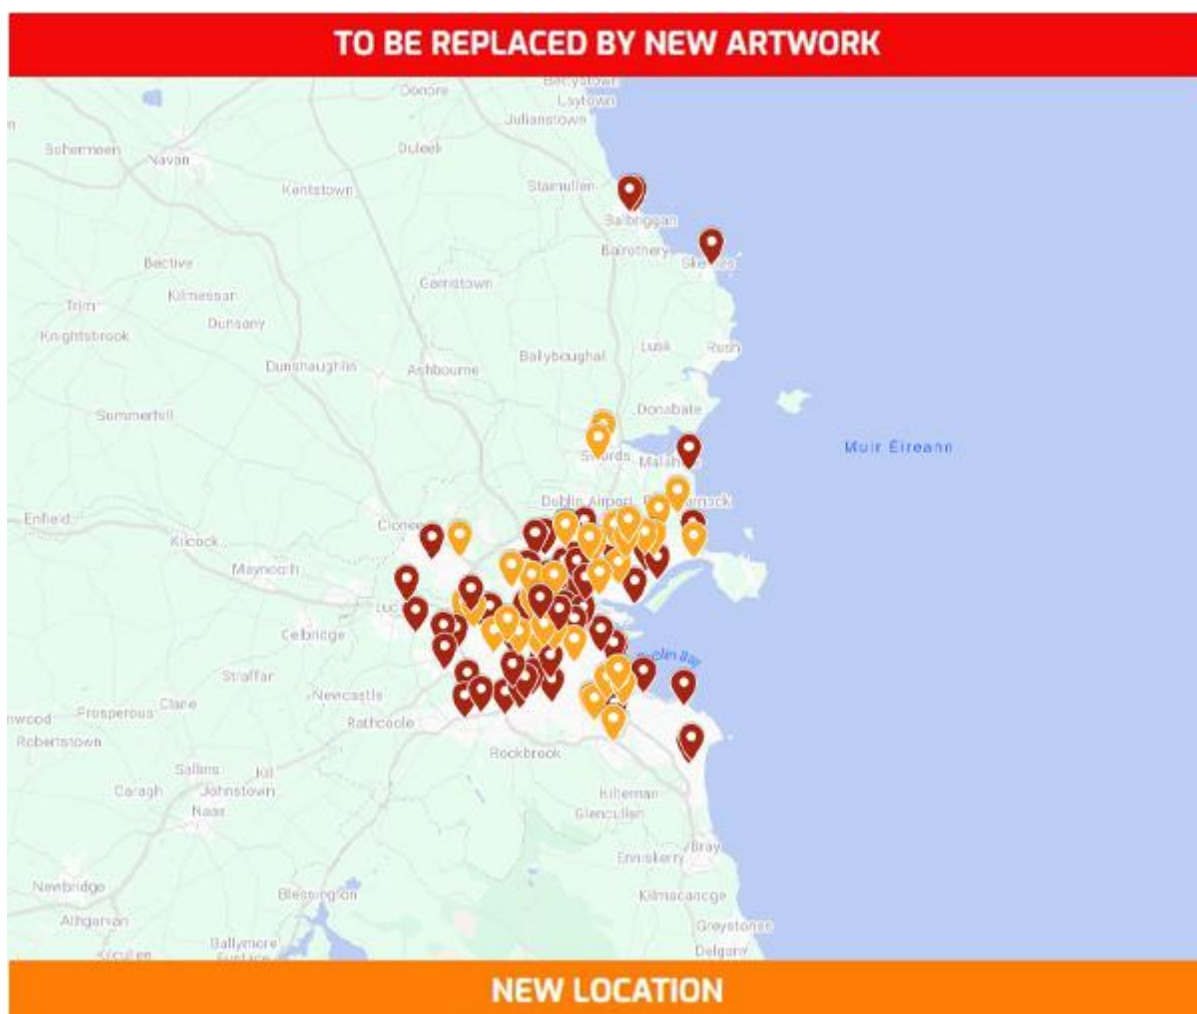 TO BE REPLACED BY NEW ARTWORK
Donore
Laytown
Julianstown
Bohermeen
Navan
Duleek
Kentstown
Stamullen
Balbriggan
Balrothery
Bective
Garristown
Kilmessan
Trim
Dunsany
Knightsbrook
Ballyboughal
Lusk
Rush
Dunshaughlin
Ashbourne
Donabate
Summerhill
Muir Éireann
Swords
Dublin Airport
Enfield
Kilcock
Maynooth
Celbridge
Straffan
Newcastle
Clane
Prosperous
Rathcoole
Robertstown
Rockbrook
Sallins
Kill
Caragh
Johnstown
Naas
Kilternan
Glencullen
Bray
Enniskerry
Newbridge
Blessington
Kilmacanoge
Athgarvan
Greystones
Ballymore
Delgany
NEW LOCATION